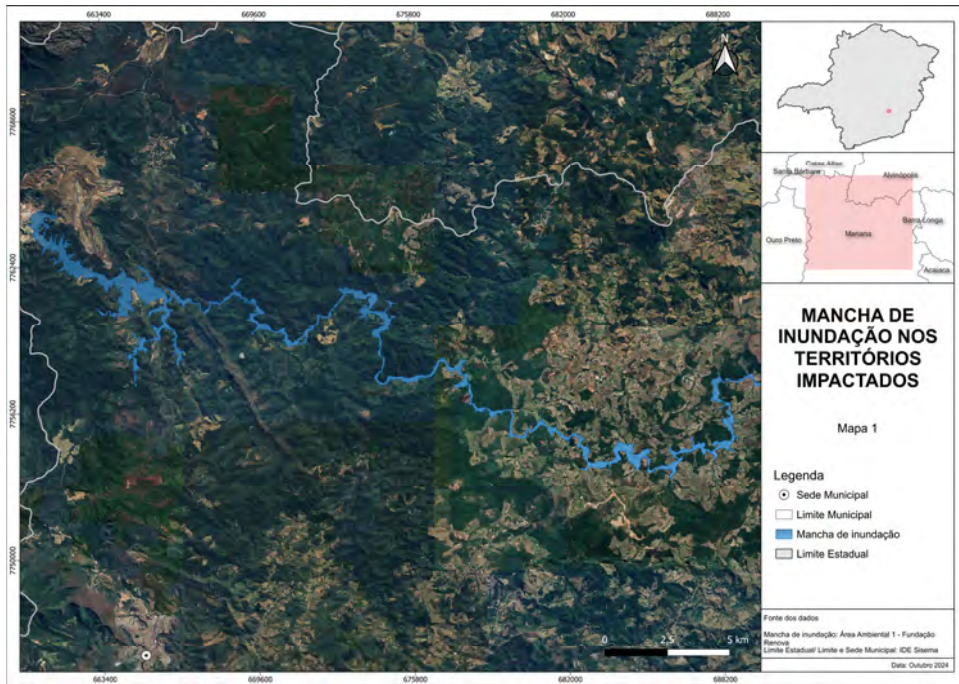 663400 669600 675800 682000 688200
N
7768600
7762400
7756200
7750000
0 2,5 5 km
663400 669600 675800 682000 688200
Catas Altas
Santa Bárbara
Alvinópolis
Barra Longa
Mariana
Ouro Preto
Acaiaca
MANCHA DE
INUNDAÇÃO NOS
TERRITÓRIOS
IMPACTADOS
Mapa 1
Legenda
Sede Municipal
Limite Municipal
Mancha de inundação
Limite Estadual
Fonte dos dados
Mancha de inundação: Área Ambiental 1 - Fundação
Renova
Limite Estadual/ Limite e Sede Municipal: IDE Sisema
Data: Outubro 2024